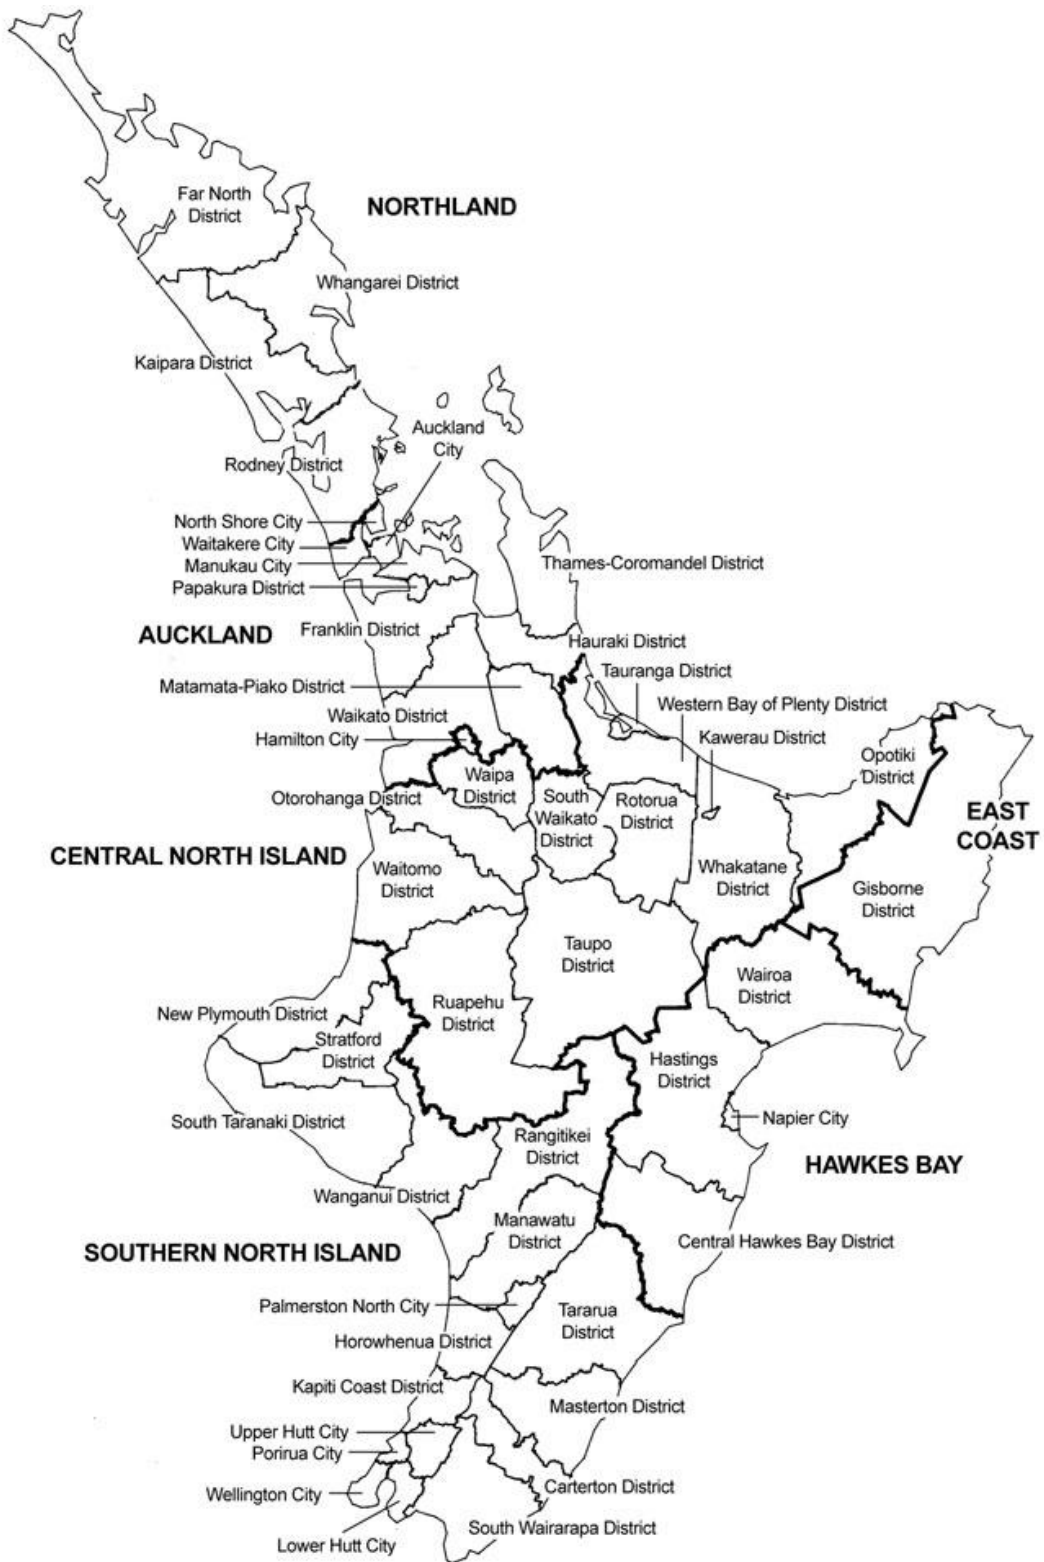 Far North
District
NORTHLAND
Whangarei District
Kaipara District
Auckland
City
Rodney District
North Shore City
Waitakere City
Manukau City
Thames-Coromandel District
Papakura District
AUCKLAND
Franklin District
Hauraki District
Tauranga District
Matamata-Piako District
Western Bay of Plenty District
Waikato District
Hamilton City
Kawerau District
Opotiki
District
Waipa
District
Otorohanga District
South
Waikato
District
Rotorua
District
EAST
COAST
CENTRAL NORTH ISLAND
Waitomo
District
Whakatane
District
Gisborne
District
Taupo
District
Wairoa
District
Ruapehu
District
New Plymouth District
Stratford
District
Hastings
District
South Taranaki District
Napier City
Rangitikei
District
HAWKES BAY
Wanganui District
Manawatu
District
Central Hawkes Bay District
SOUTHERN NORTH ISLAND
Palmerston North City
Tararua
District
Horowhenua District
Kapiti Coast District
Masterton District
Upper Hutt City
Porirua City
Carterton District
Wellington City
South Wairarapa District
Lower Hutt City